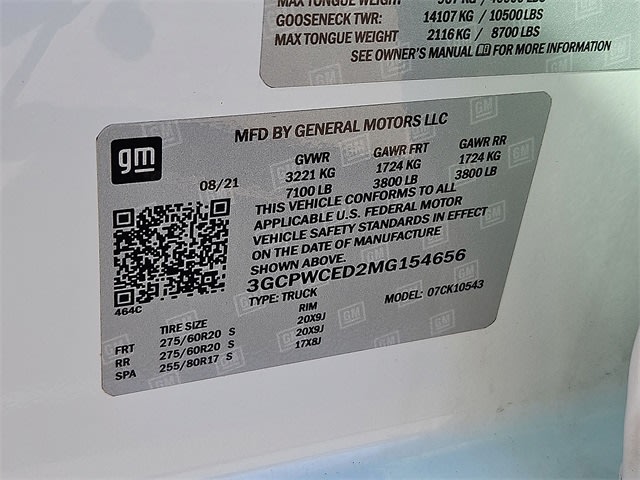 MAX TONGUE WEIGHT
GOOSENECK TWR: 14107 KG / 10500 LBS
MAX TONGUE WEIGHT 2116 KG / 8700 LBS
SEE OWNER'S MANUAL FOR MORE INFORMATION
gm
MFD BY GENERAL MOTORS LLC
08/21
GVWR GAWR FRT GAWR RR
3221 KG 1724 KG 1724 KG
7100 LB 3800 LB 3800 LB
THIS VEHICLE CONFORMS TO ALL
APPLICABLE U.S. FEDERAL MOTOR
VEHICLE SAFETY STANDARDS IN EFFECT
ON THE DATE OF MANUFACTURE
SHOWN ABOVE.
3GCPWCED2MG154656
464C
TYPE: TRUCK MODEL: 07CK10543
TIRE SIZE RIM
FRT 275/60R20 S 20X9J
RR 275/60R20 S 20X9J
SPA 255/80R17 S 17X8J